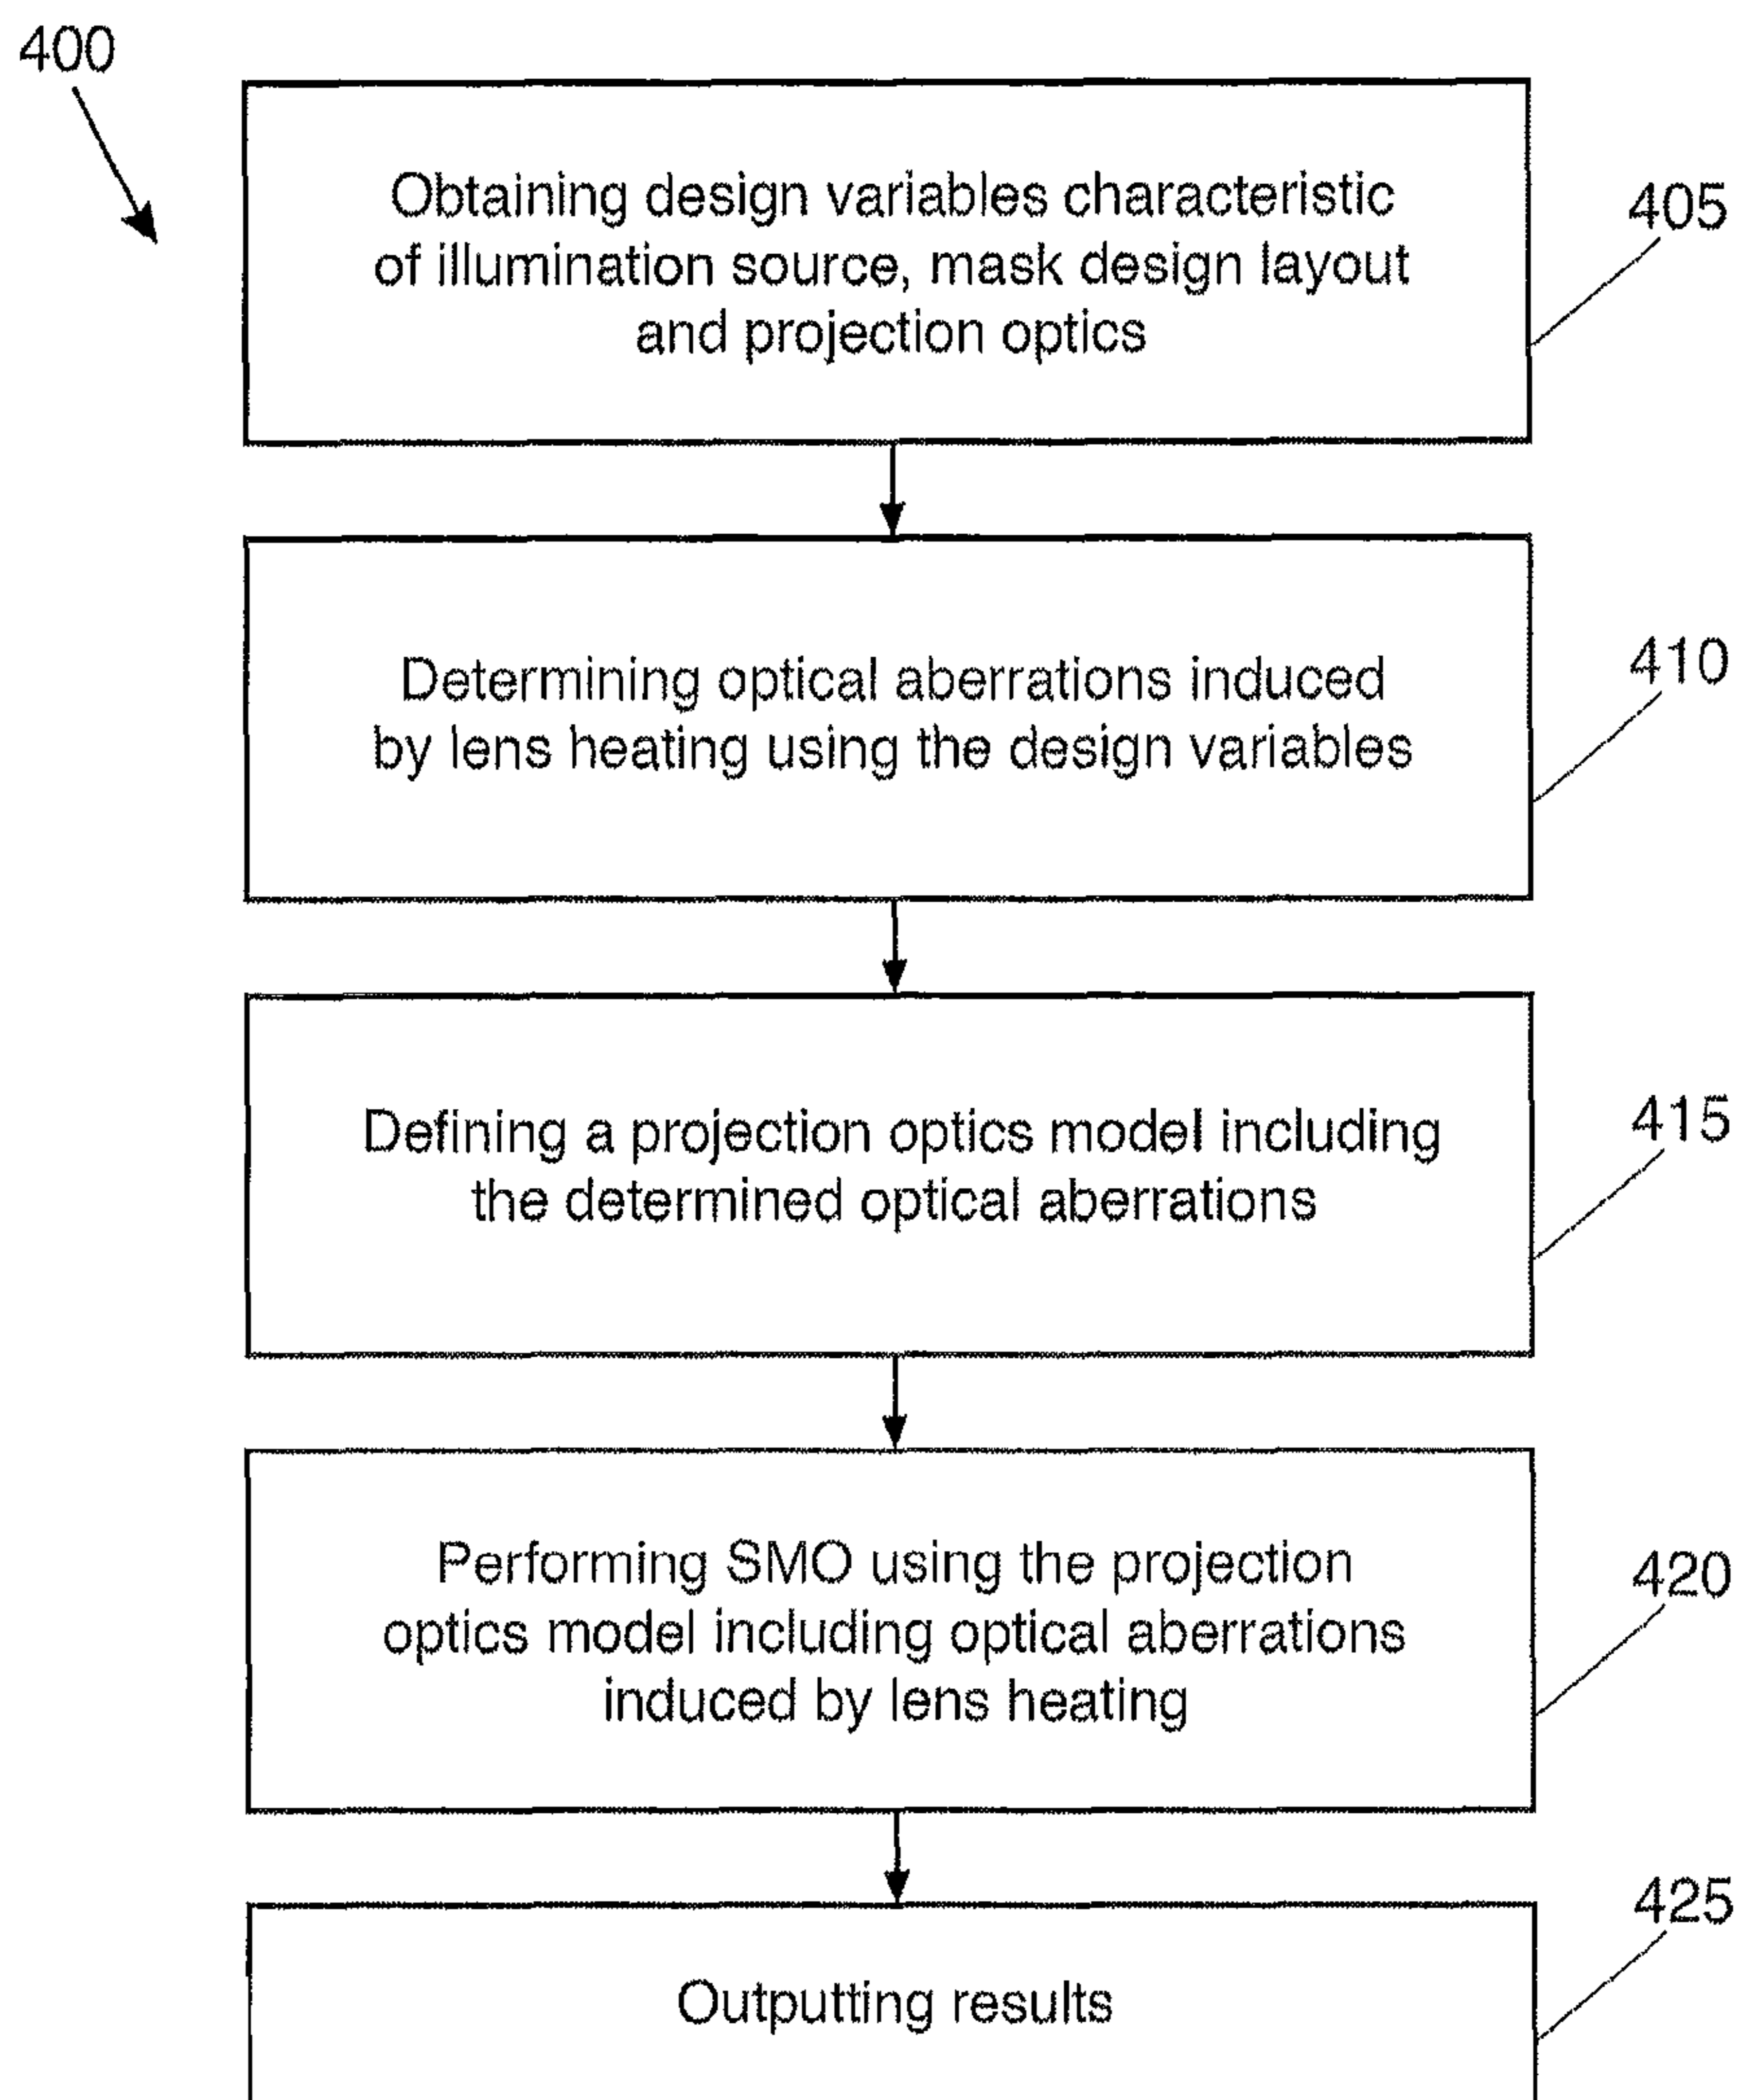 400
Obtaining design variables characteristic
of illumination source, mask design layout
and projection optics
405
Determining optical aberrations induced
by lens heating using the design variables
410
Defining a projection optics model including
the determined optical aberrations
415
Performing SMO using the projection
optics model including optical aberrations
induced by lens heating
420
Outputting results
425